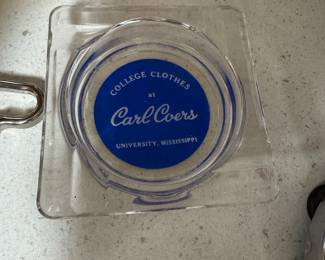 COLLEGE CLOTHES
at
Carl Coers
UNIVERSITY, MISSISSIPPI